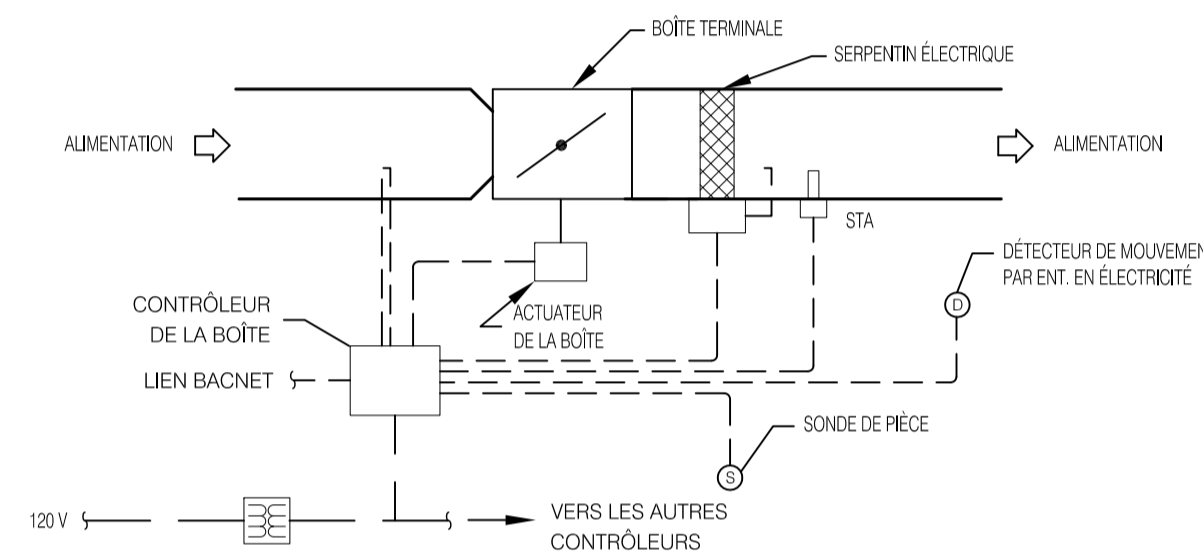 BOÎTE TERMINALE
SERPENTIN ÉLECTRIQUE
ALIMENTATION
ALIMENTATION
STA
DÉTECTEUR DE MOUVEMEN
PAR ENT. EN ÉLECTRICITÉ
D
CONTRÔLEUR
DE LA BOÎTE
ACTUATEUR
DE LA BOÎTE
LIEN BACNET
SONDE DE PIÈCE
S
120 V
VERS LES AUTRES
CONTRÔLEURS